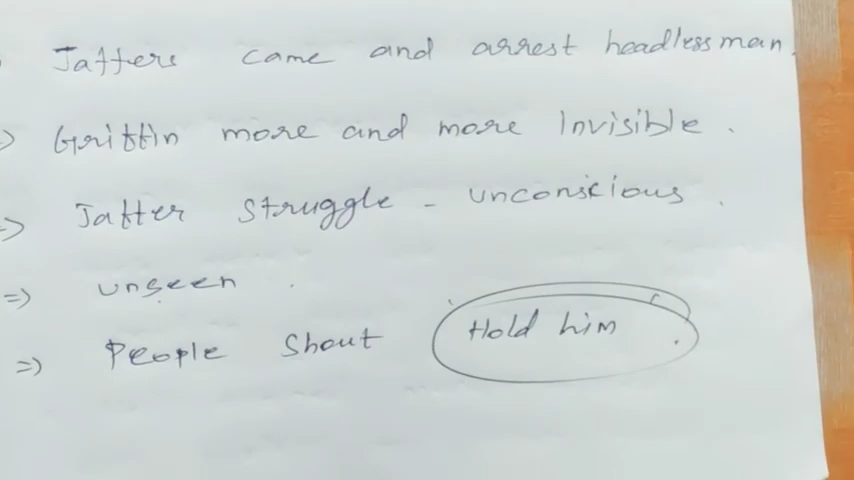 Jaffers came and arrest headless man.
=> Griffin more and more Invisible.
=> Jaffer struggle - unconscious.
=> unseen.
=> People shout Hold him.